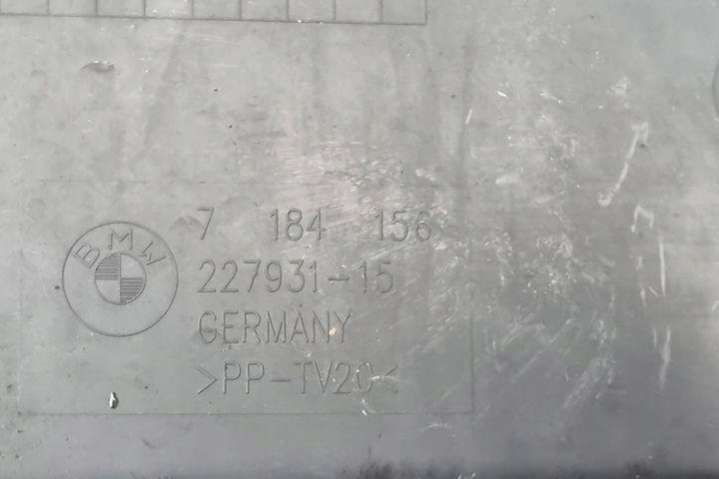 BMW
7 184 156
227931-15
GERMANY
>PP-TV20<